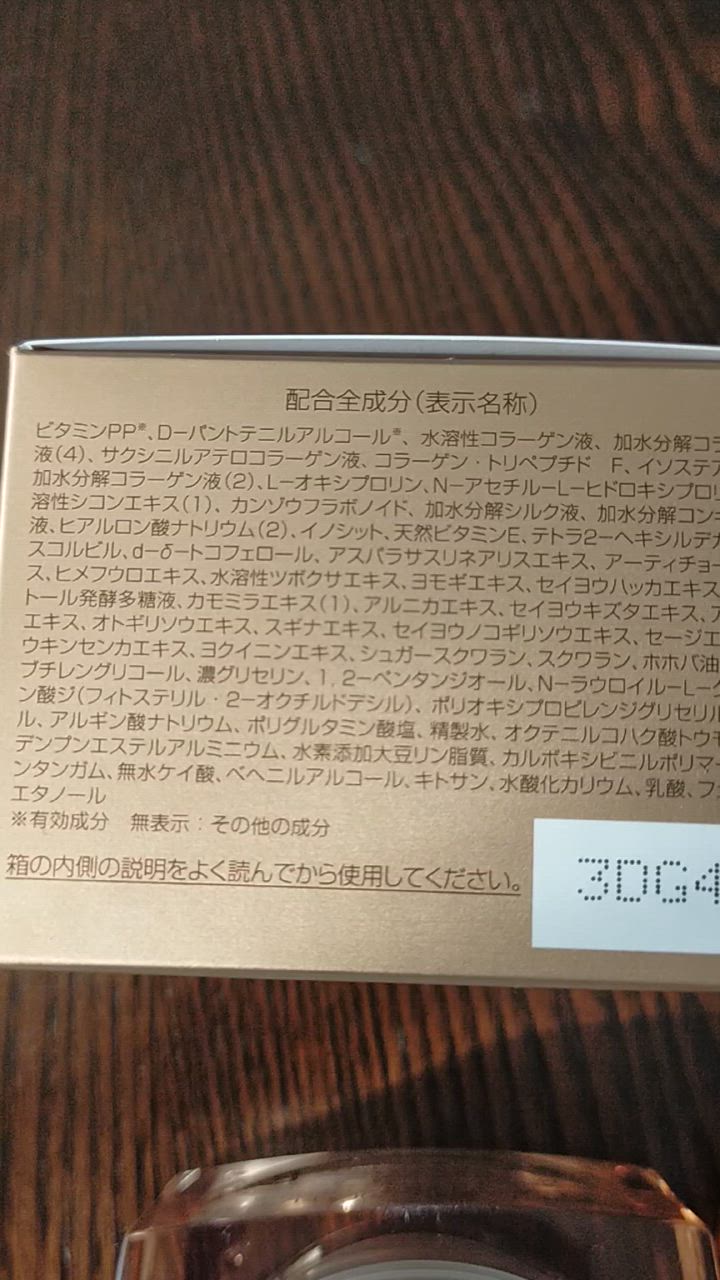 配合全成分(表示名称)
ビタミンPP※、D－パントテニルアルコール※、水溶性コラーゲン液、加水分解コラ
液(4)、サクシニルアテロコラーゲン液、コラーゲン・トリペプチド F、イソステア
加水分解コラーゲン液(2)、L－オキシプロリン、N－アセチル－L－ヒドロキシプロリ
溶性シコンエキス(1)、カンゾウフラボノイド、加水分解シルク液、加水分解コンキ
液、ヒアルロン酸ナトリウム(2)、イノシット、天然ビタミンE、テトラ2－ヘキシルデカ
スコルビル、d－δ－トコフェロール、アスパラサスリネアリスエキス、アーティチョー
ス、ヒメフウロエキス、水溶性ツボクサエキス、ヨモギエキス、セイヨウハッカエキス
トール発酵多糖液、カモミラエキス(1)、アルニカエキス、セイヨウキズタエキス、ア
エキス、オトギリソウエキス、スギナエキス、セイヨウノコギリソウエキス、セージエ
ウキンセンカエキス、ヨクイニンエキス、シュガースクワラン、スクワラン、ホホバ油
ブチレングリコール、濃グリセリン、1，2－ペンタンジオール、N－ラウロイル－L－グ
ン酸ジ(フィトステリル・2－オクチルドデシル)、ポリオキシプロピレンジグリセリル
ル、アルギン酸ナトリウム、ポリグルタミン酸塩、精製水、オクテニルコハク酸トウモ
デンプンエステルアルミニウム、水素添加大豆リン脂質、カルボキシビニルポリマー
ンタンガム、無水ケイ酸、ベヘニルアルコール、キトサン、水酸化カリウム、乳酸、フェ
エタノール
※有効成分 無表示：その他の成分
箱の内側の説明をよく読んでから使用してください。
3DG4